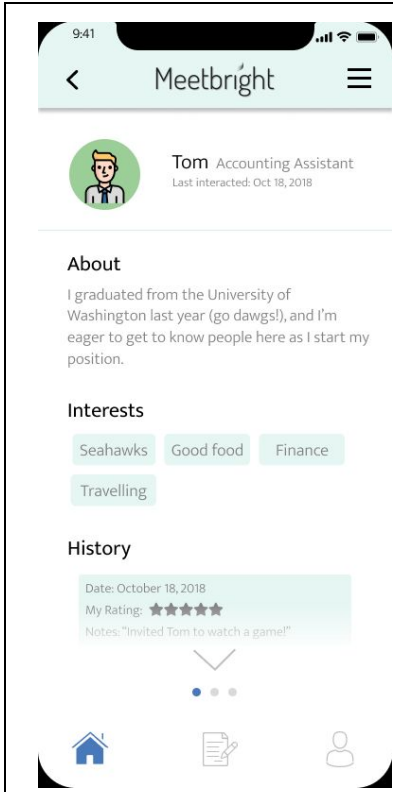 9:41
Meetbright
Tom Accounting Assistant
Last interacted: Oct 18, 2018
About
I graduated from the University of
Washington last year (go dawgs!), and I'm
eager to get to know people here as I start my
position.
Interests
Seahawks Good food Finance
Travelling
History
Date: October 18, 2018
My Rating:
Notes: "Invited Tom to watch a game!"